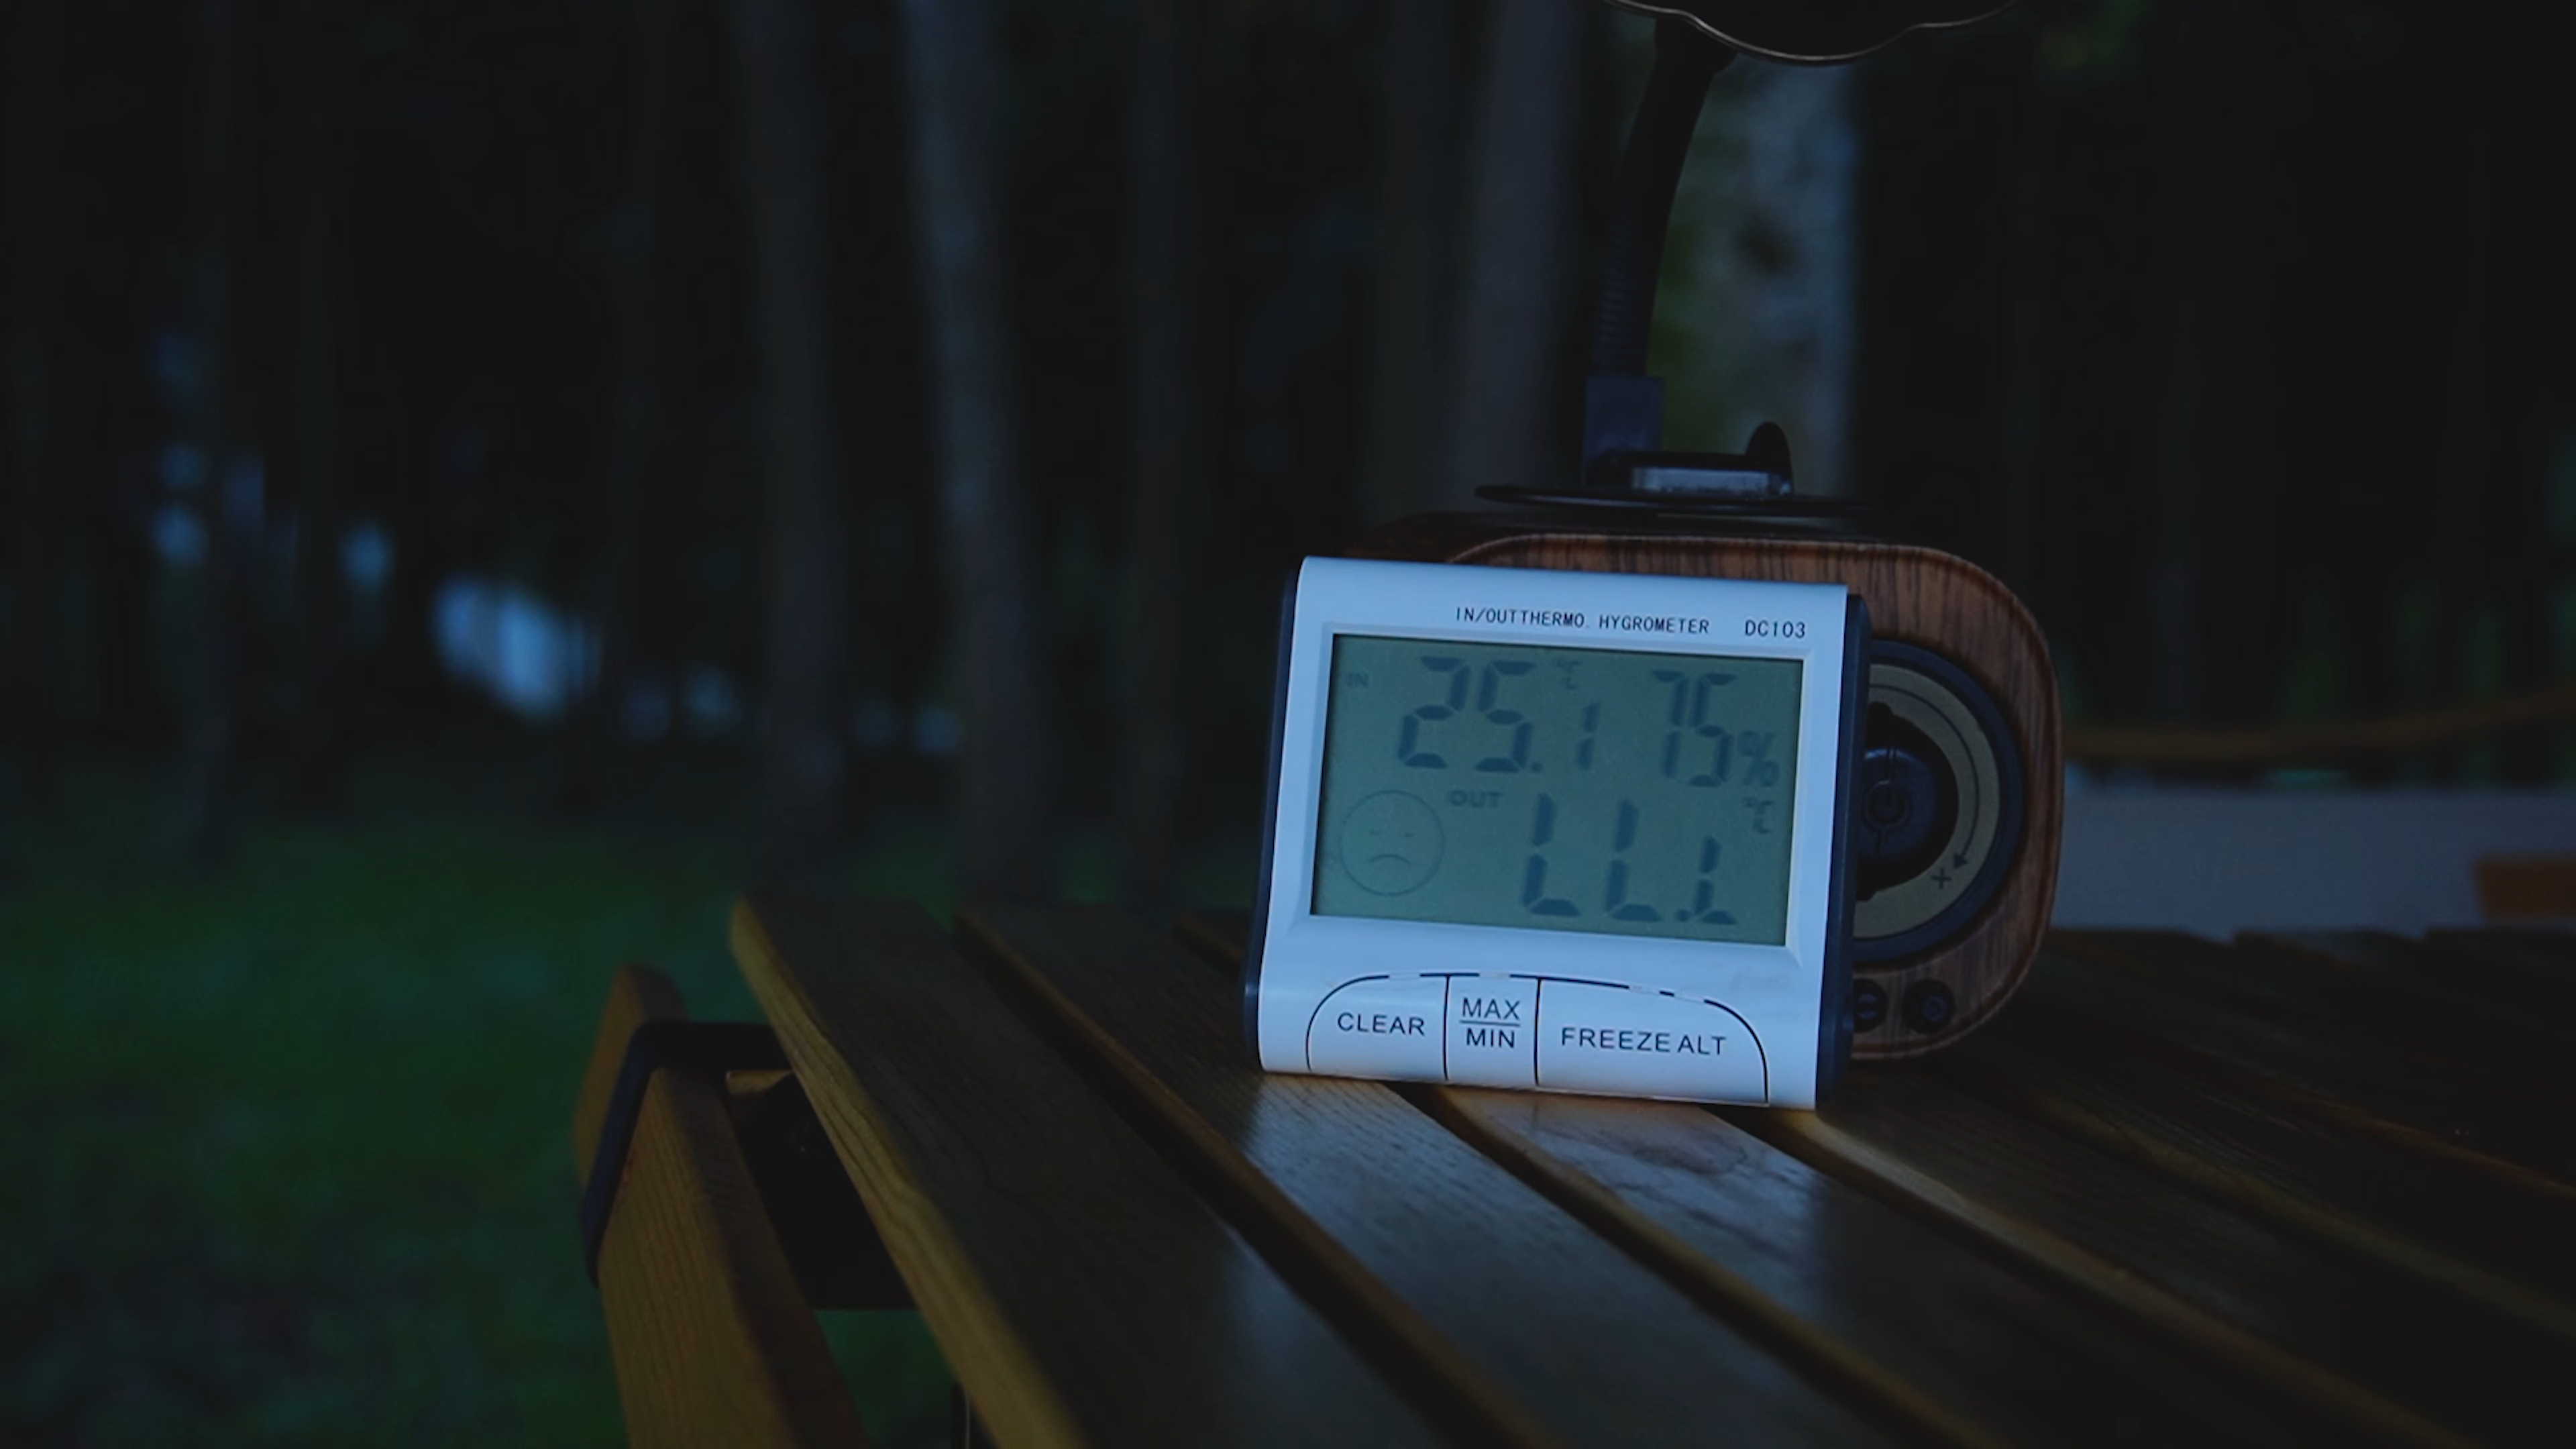 IN/OUTTHERMO. HYGROMETER DC103
IN 25.1 °C 75%
OUT LL.L °C
CLEAR
MAX
MIN
FREEZE ALT